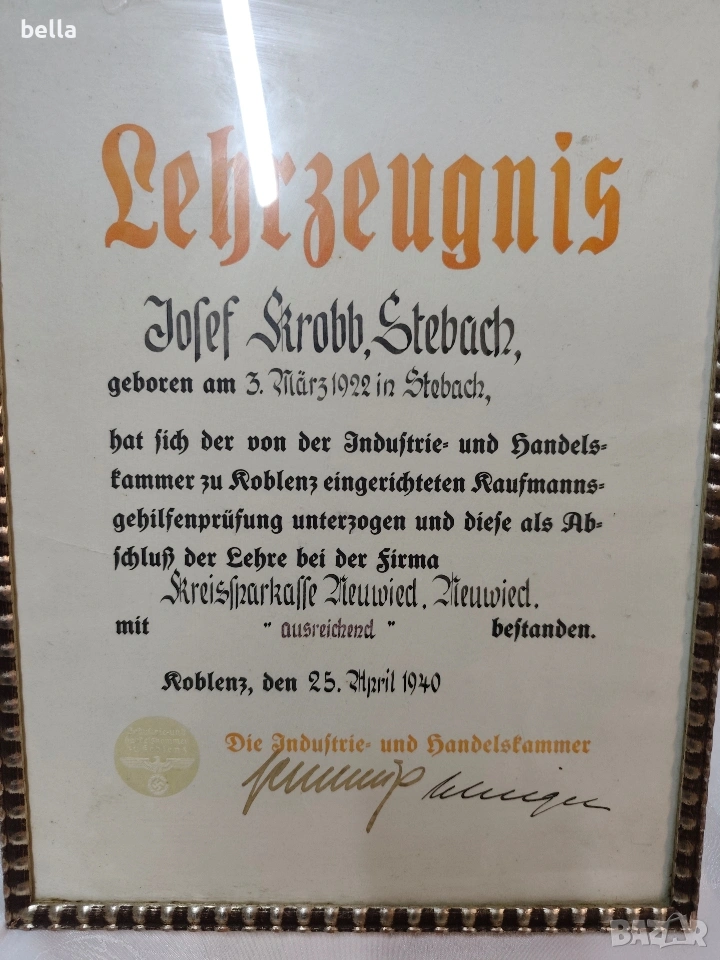 bella
Lehrzeugnis
Josef Krobb, Stebach,
geboren am 3. März 1922 in Stebach,
hat sich der von der Industrie- und Handels-
kammer zu Koblenz eingerichteten Kaufmanns-
gehilfenprüfung unterzogen und diese als Ab-
schluß der Lehre bei der Firma
Kreissparkasse Neuwied, Neuwied.
mit " ausreichend " bestanden.
Koblenz, den 25. April 1940
Die Industrie- und Handelskammer
BAZAR